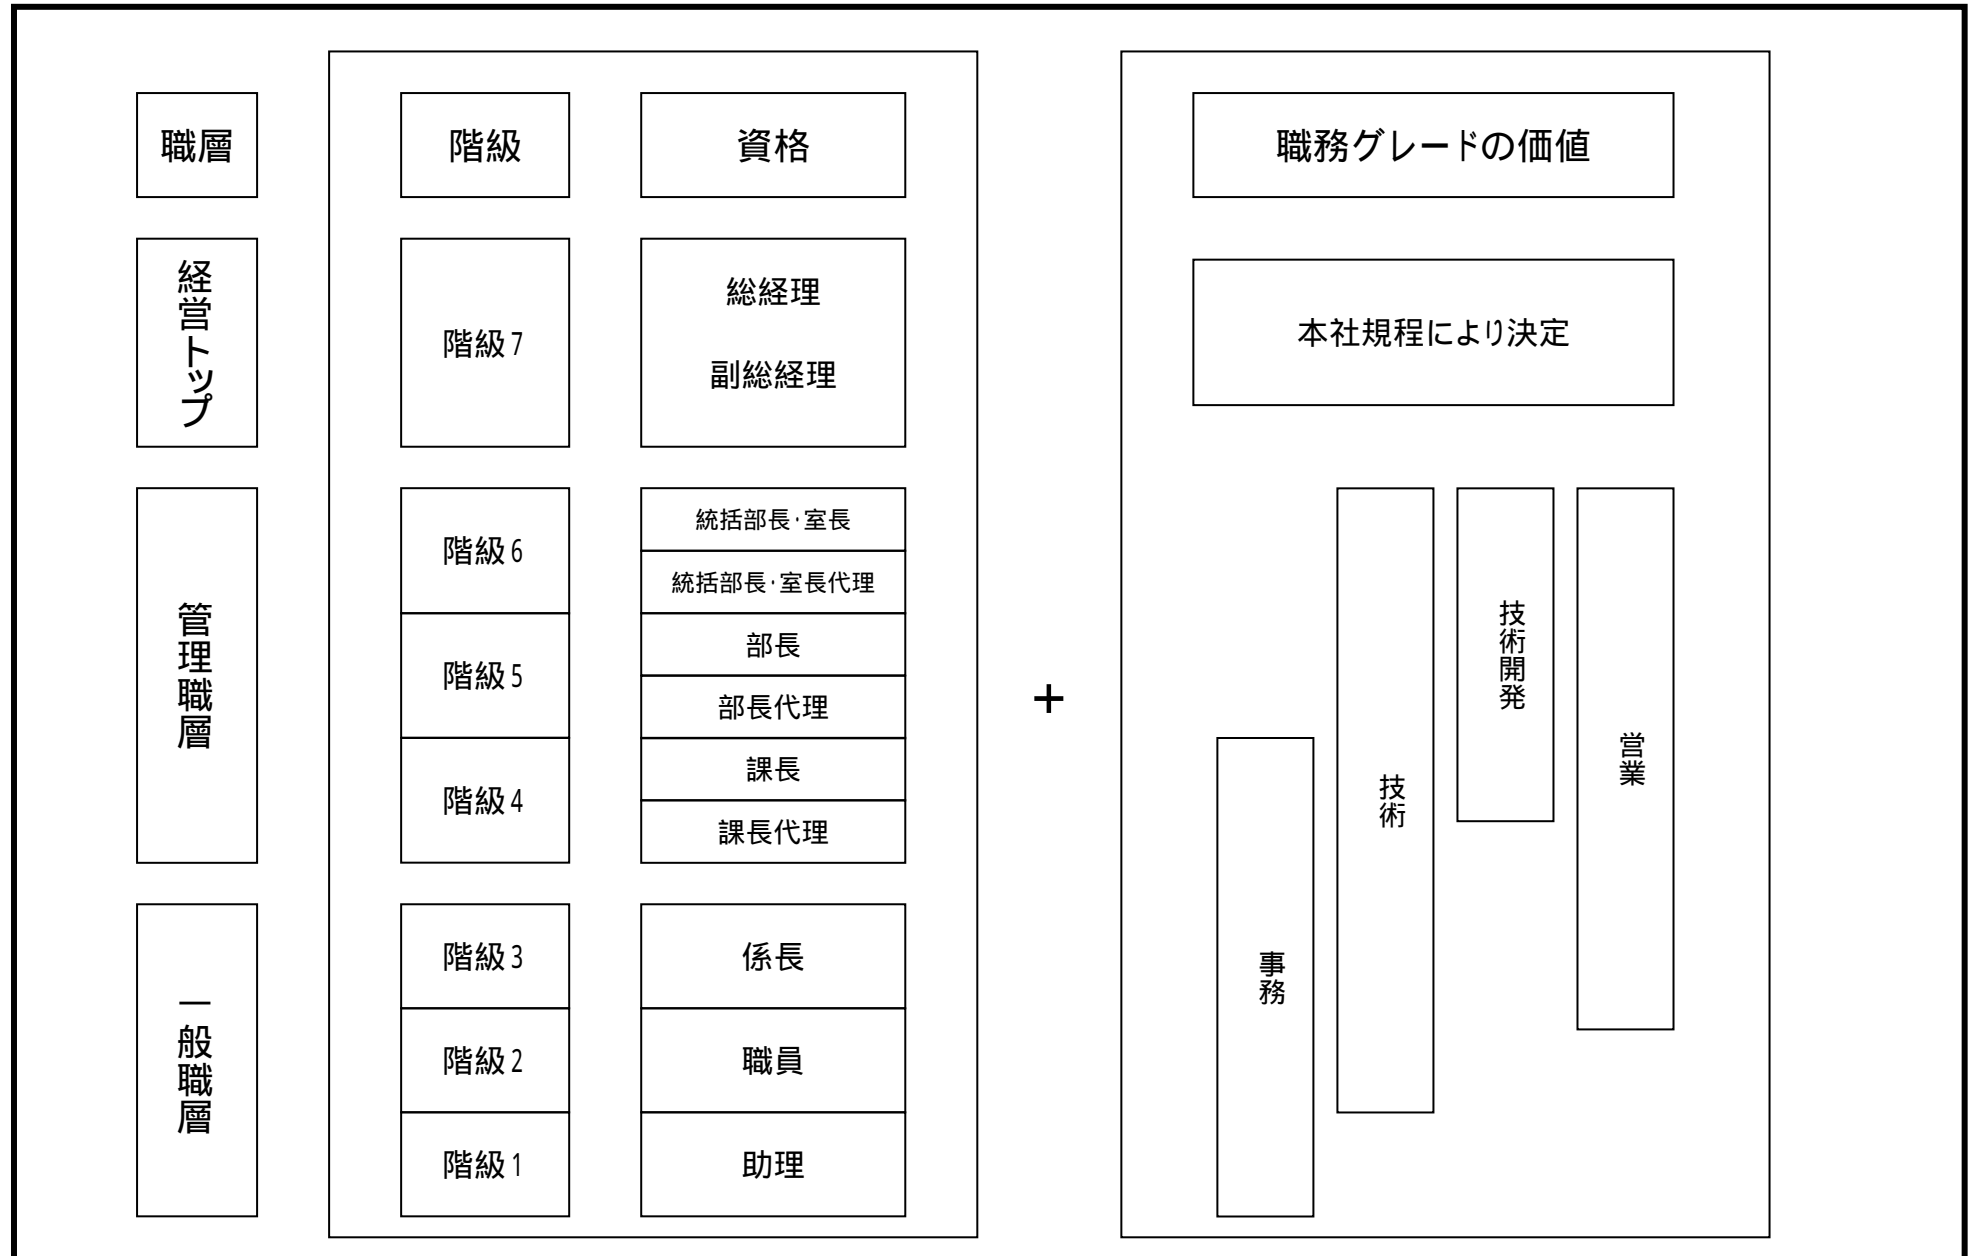 職層
階級
資格
職務グレードの価値
経営トップ
階級7
総経理
副総経理
本社規程により決定
管理職層
階級6
統括部長・室長
統括部長・室長代理
階級5
部長
部長代理
階級4
課長
課長代理
+
事務
技術
技術開発
営業
一般職層
階級3
係長
階級2
職員
階級1
助理